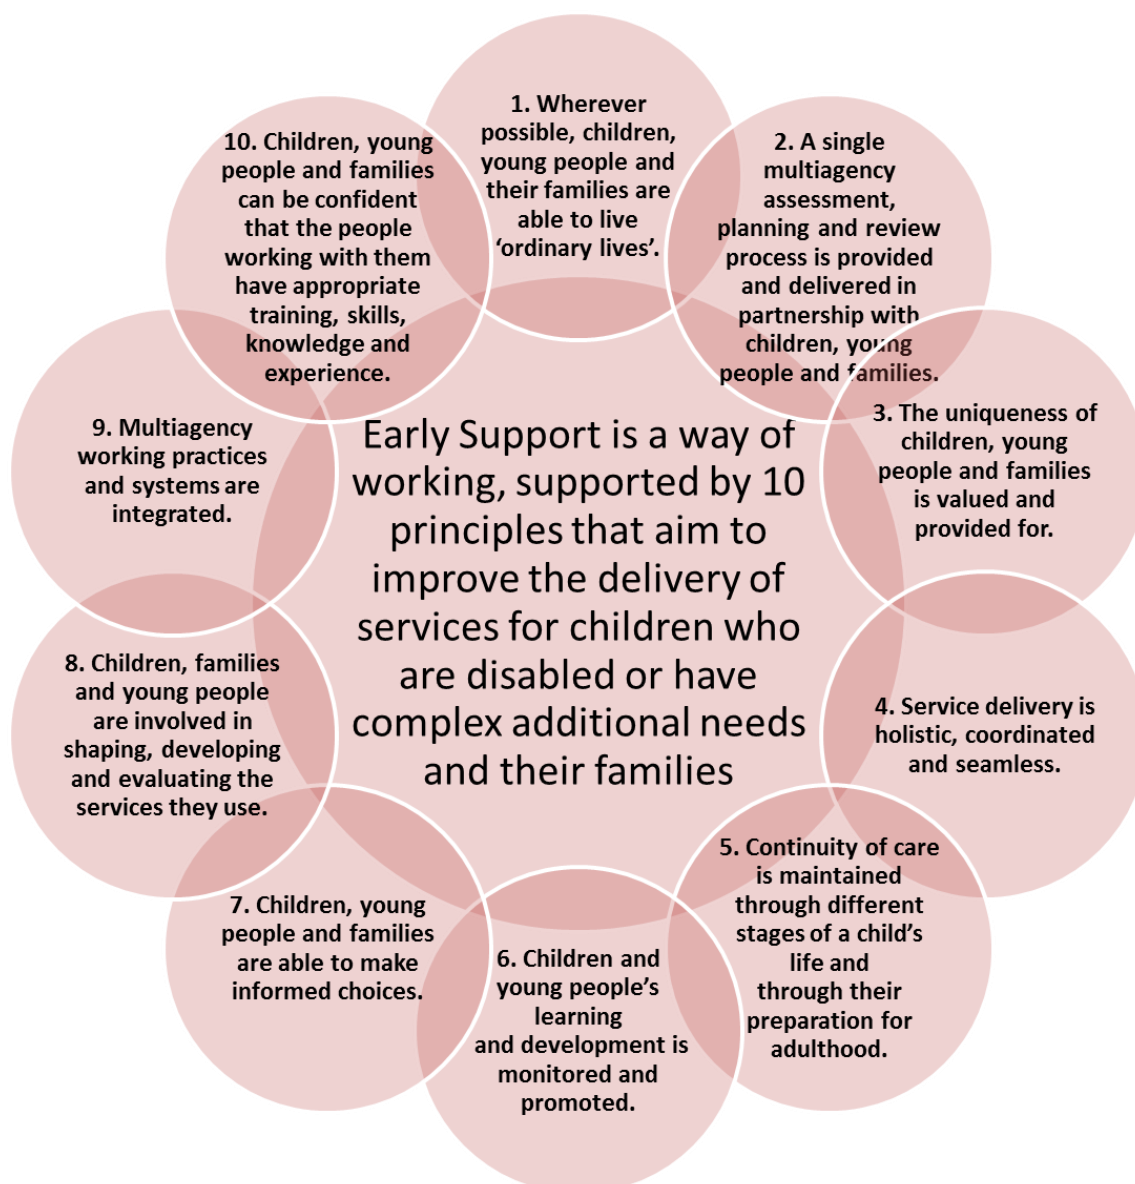 1. Wherever
possible, children,
young people and
their families are
able to live
‘ordinary lives’.
2. A single
multiagency
assessment,
planning and review
process is provided
and delivered in
partnership with
children, young
people and families.
3. The uniqueness of
children, young
people and families
is valued and
provided for.
4. Service delivery is
holistic, coordinated
and seamless.
5. Continuity of care
is maintained
through different
stages of a child’s
life and
through their
preparation for
adulthood.
6. Children and
young people’s
learning
and development is
monitored and
promoted.
7. Children, young
people and families
are able to make
informed choices.
8. Children, families
and young people
are involved in
shaping, developing
and evaluating the
services they use.
9. Multiagency
working practices
and systems are
integrated.
10. Children, young
people and families
can be confident
that the people
working with them
have appropriate
training, skills,
knowledge and
experience.
Early Support is a way of
working, supported by 10
principles that aim to
improve the delivery of
services for children who
are disabled or have
complex additional needs
and their families